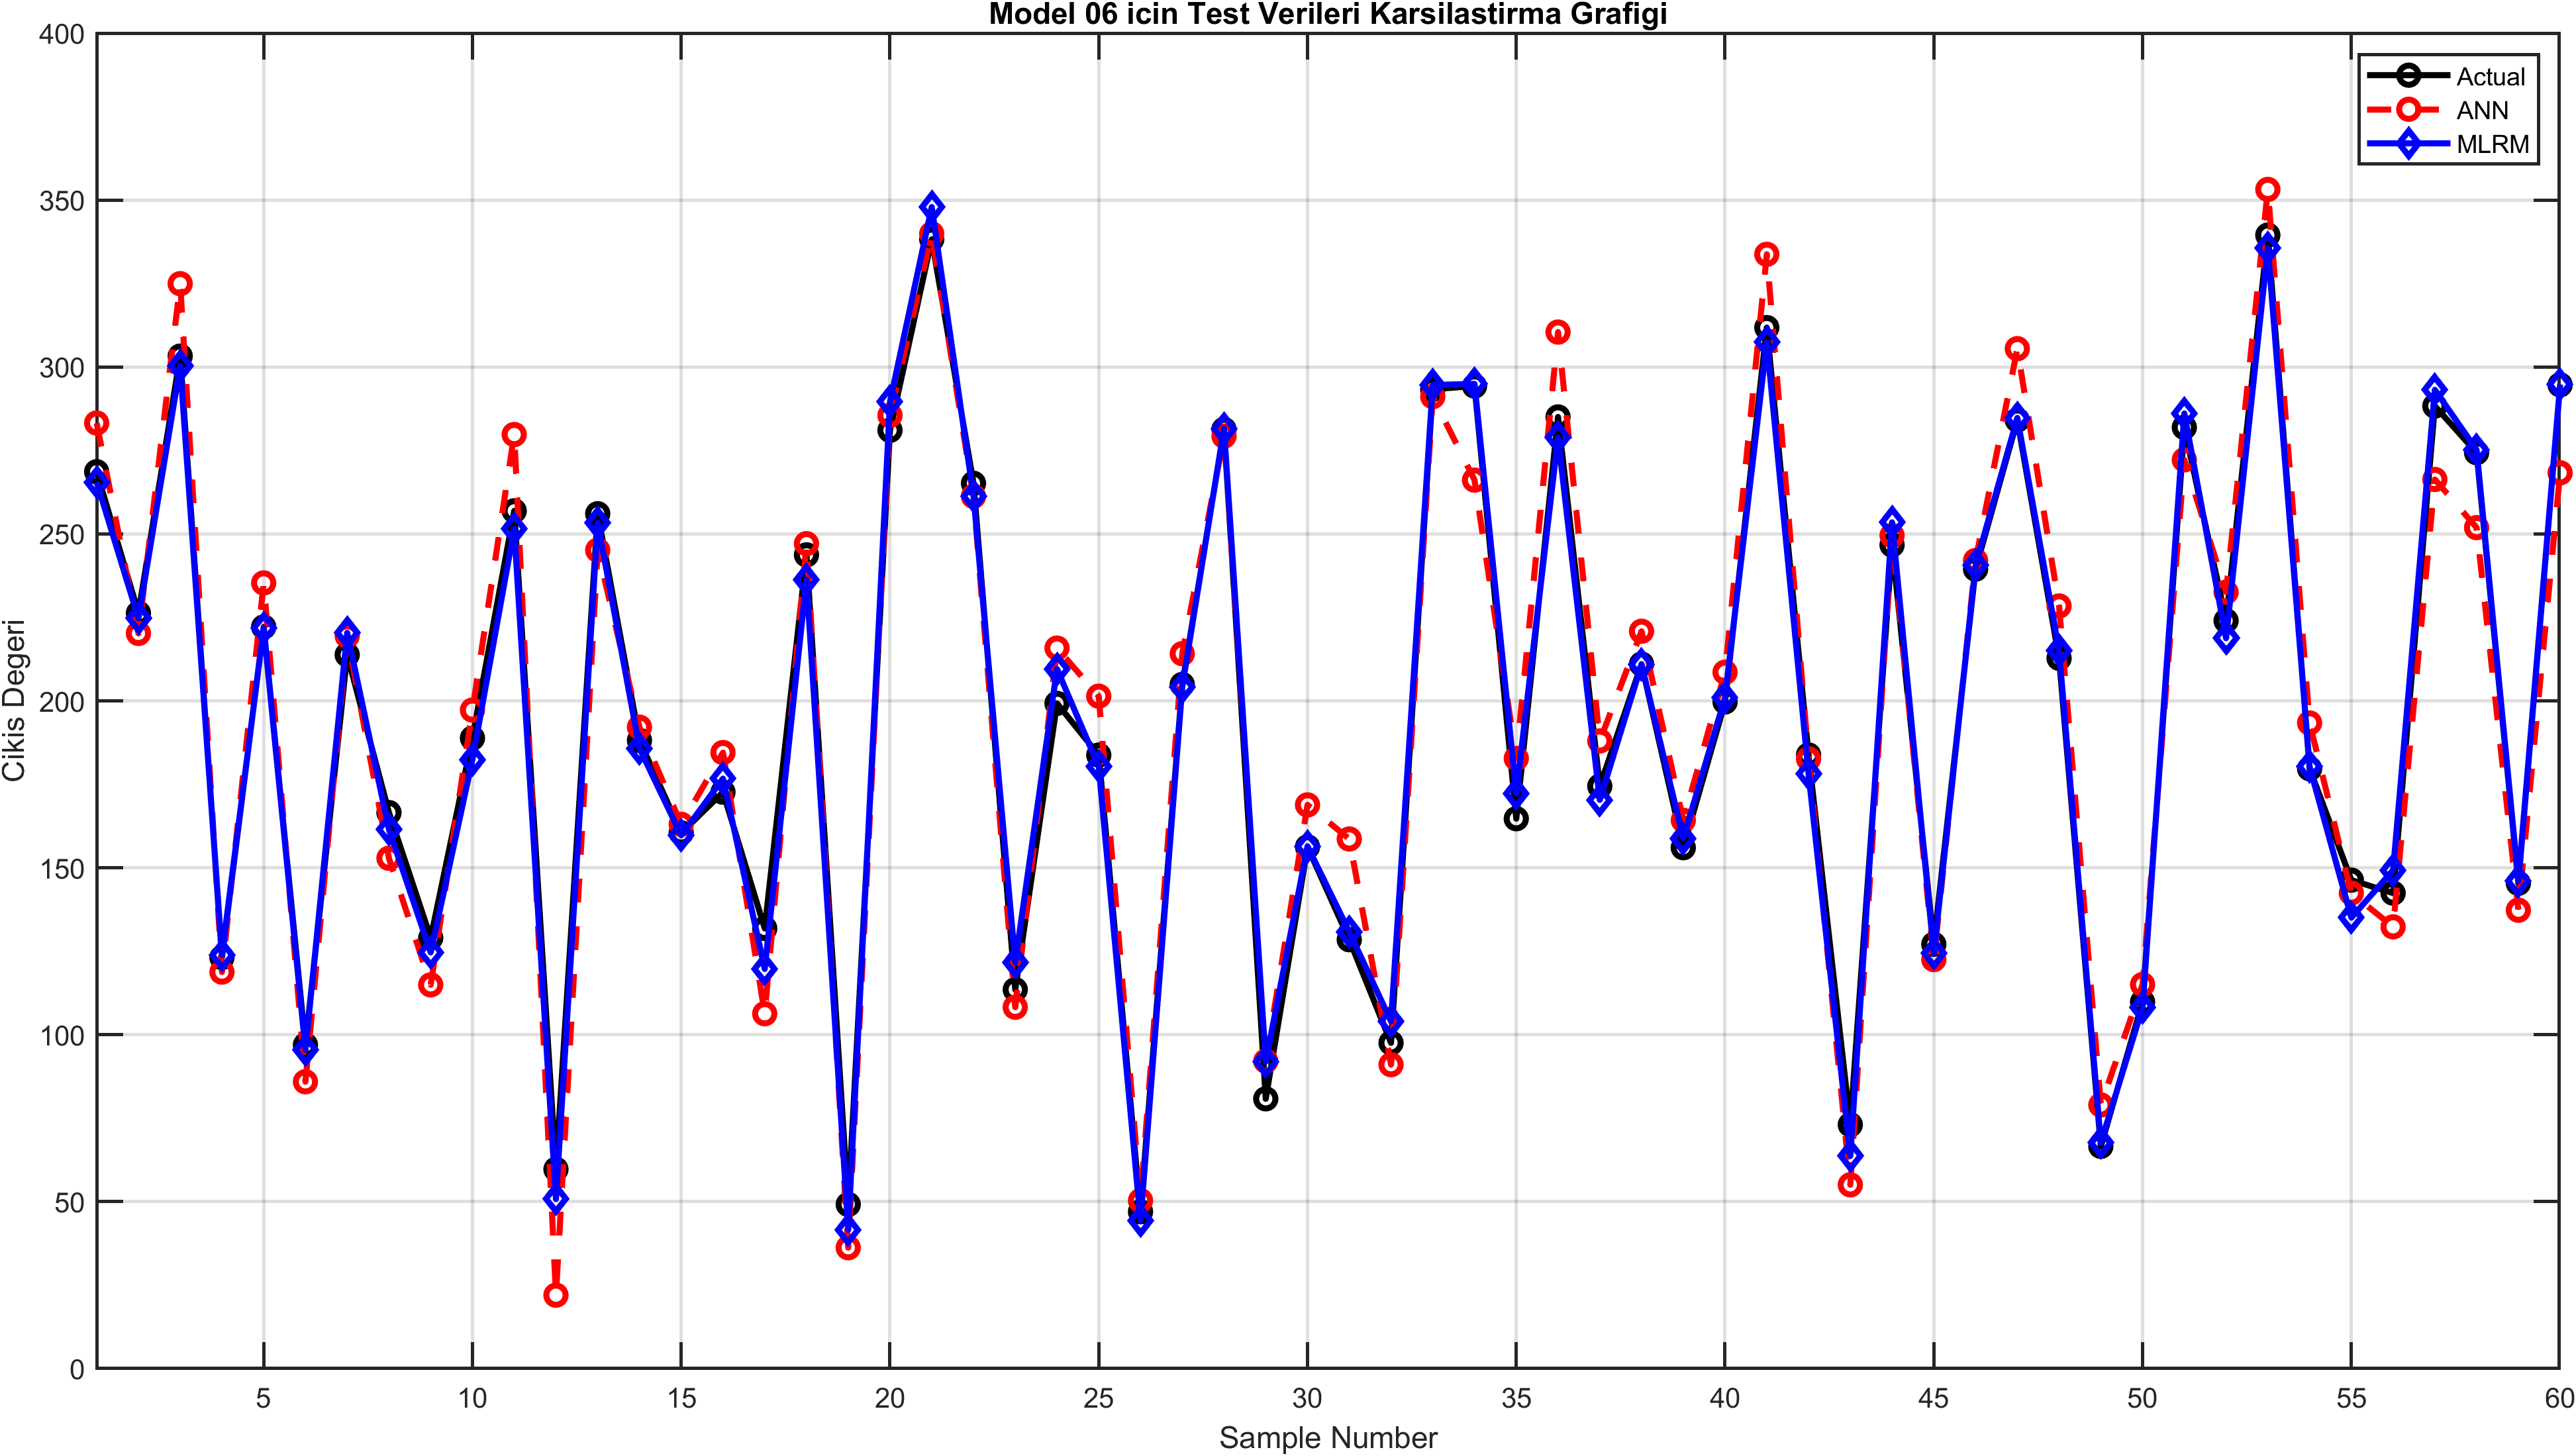 Model 06 icin Test Verileri Karsilastirma Grafigi
400
350
300
250
200
150
100
50
0
Cikis Degeri
Actual
ANN
MLRM
5 10 15 20 25 30 35 40 45 50 55 60
Sample Number